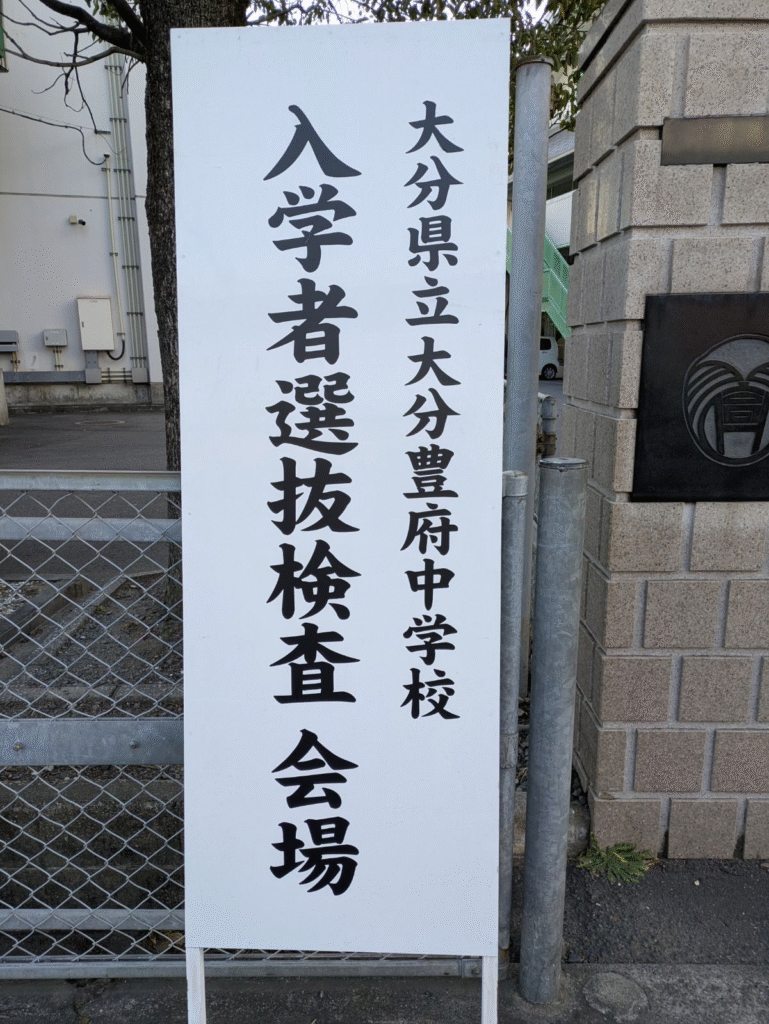 大分県立大分豊府中学校
入学者選抜検査 会場